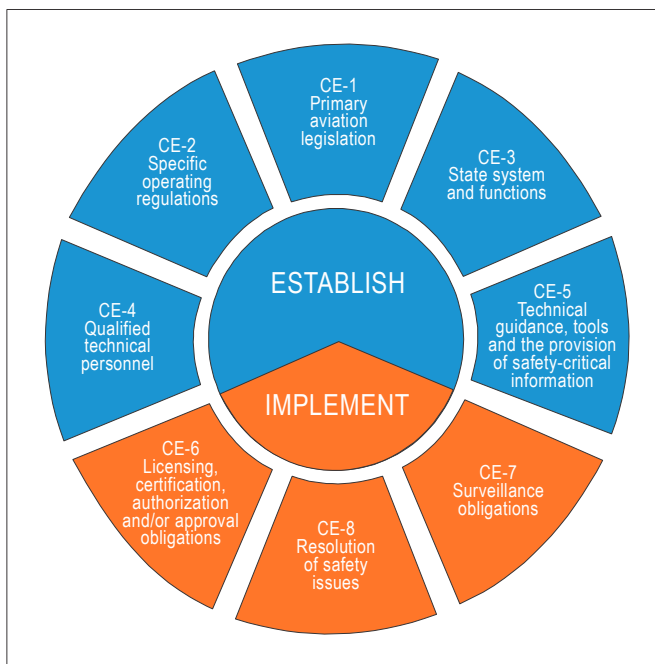 CE-1
Primary
aviation
legislation
CE-2
Specific
operating
regulations
CE-3
State system
and functions
ESTABLISH
CE-4
Qualified
technical
personnel
CE-5
Technical
guidance, tools
and the provision
of safety-critical
information
IMPLEMENT
CE-6
Licensing,
certification,
authorization
and/or approval
obligations
CE-7
Surveillance
obligations
CE-8
Resolution
of safety
issues